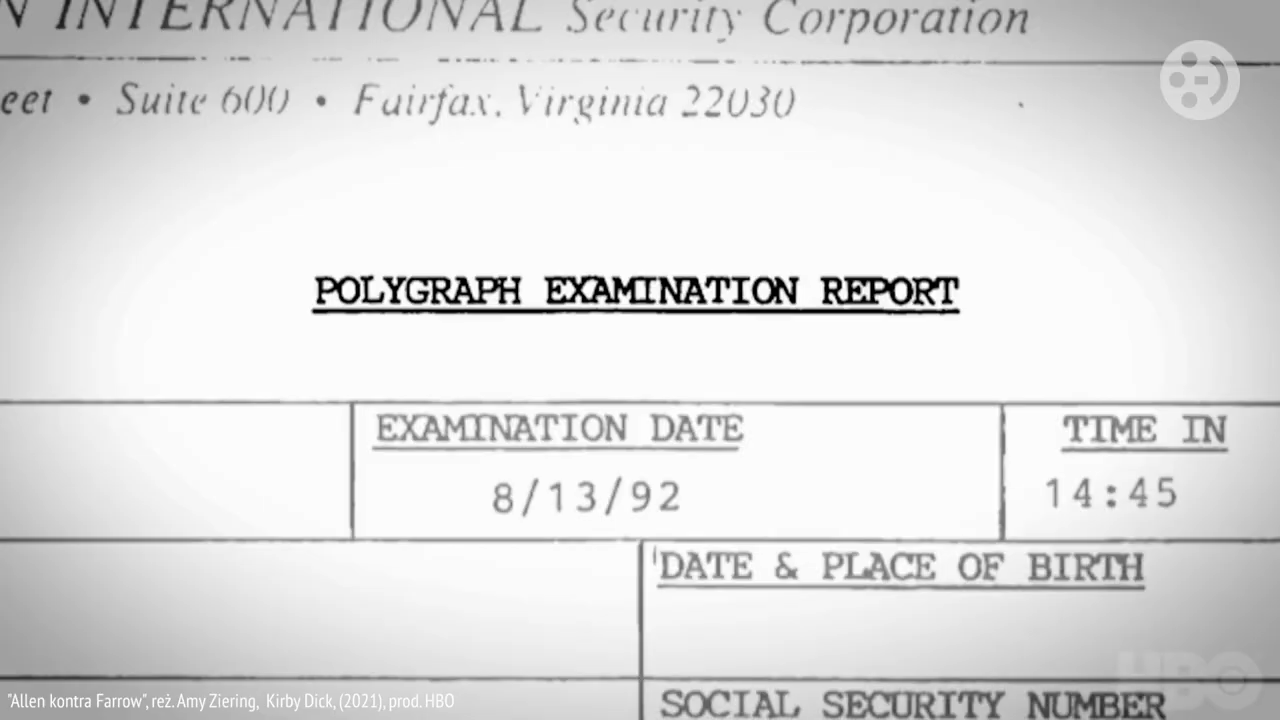 N INTERNATIONAL Security Corporation
eet • Suite 600 • Fairfax, Virginia 22030
POLYGRAPH EXAMINATION REPORT
EXAMINATION DATE
TIME IN
8/13/92
14:45
DATE & PLACE OF BIRTH
HBO
SOCIAL SECURITY NUMBER
"Allen kontra Farrow", reż. Amy Ziering, Kirby Dick, (2021), prod. HBO